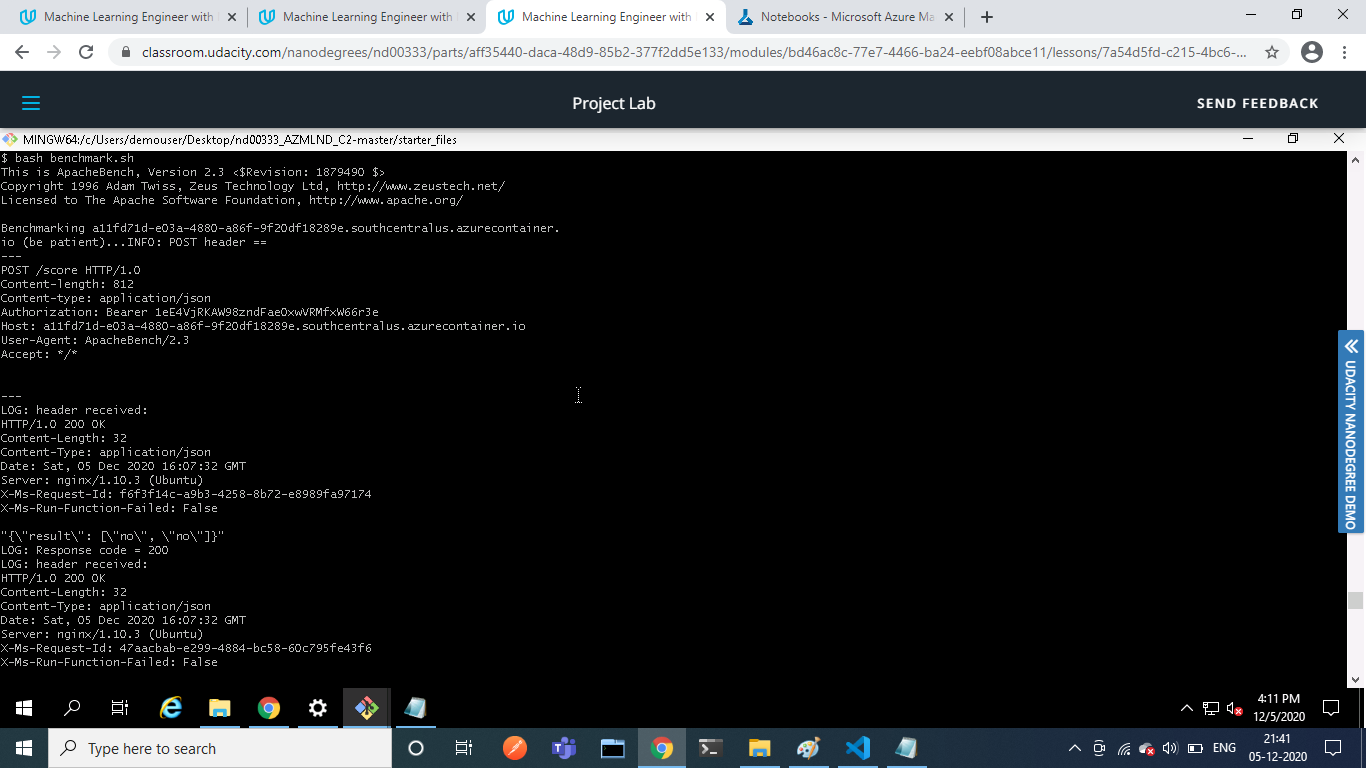 Machine Learning Engineer with
Machine Learning Engineer with
Machine Learning Engineer with
Notebooks - Microsoft Azure Ma
classroom.udacity.com/nanodegrees/nd00333/parts/aff35440-daca-48d9-85b2-377f2dd5e133/modules/bd46ac8c-77e7-4466-ba24-eebf08abce11/lessons/7a54d5fd-c215-4bc6-...
Project Lab
SEND FEEDBACK
MINGW64:/c/Users/demouser/Desktop/nd00333_AZMLND_C2-master/starter_files
$ bash benchmark.sh
This is ApacheBench, Version 2.3 <$Revision: 1879490 $>
Copyright 1996 Adam Twiss, Zeus Technology Ltd, http://www.zeustech.net/
Licensed to The Apache Software Foundation, http://www.apache.org/
Benchmarking a11fd71d-e03a-4880-a86f-9f20df18289e.southcentralus.azurecontainer.
io (be patient)...INFO: POST header ==
---
POST /score HTTP/1.0
Content-length: 812
Content-type: application/json
Authorization: Bearer 1eE4VjRKAW98zndFaeOxwVRMfxW66r3e
Host: a11fd71d-e03a-4880-a86f-9f20df18289e.southcentralus.azurecontainer.io
User-Agent: ApacheBench/2.3
Accept: */*
---
LOG: header received:
HTTP/1.0 200 OK
Content-Length: 32
Content-Type: application/json
Date: Sat, 05 Dec 2020 16:07:32 GMT
Server: nginx/1.10.3 (Ubuntu)
X-Ms-Request-Id: f6f3f14c-a9b3-4258-8b72-e8989fa97174
X-Ms-Run-Function-Failed: False
"{\"result\": [\"no\", \"no\"]}"
LOG: Response code = 200
LOG: header received:
HTTP/1.0 200 OK
Content-Length: 32
Content-Type: application/json
Date: Sat, 05 Dec 2020 16:07:32 GMT
Server: nginx/1.10.3 (Ubuntu)
X-Ms-Request-Id: 47aacbab-e299-4884-bc58-60c795fe43f6
X-Ms-Run-Function-Failed: False
UDACITY NANODEGREE DEMO
4:11 PM
12/5/2020
Type here to search
ENG
21:41
05-12-2020